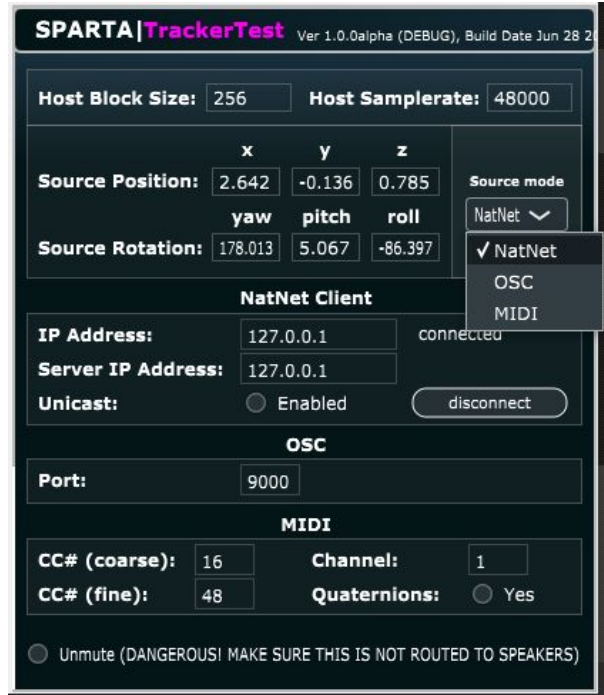 SPARTA|TrackerTest Ver 1.0.0alpha (DEBUG), Build Date Jun 28
Host Block Size: 256 Host Samplerate: 48000
x y z
Source Position: 2.642 -0.136 0.785 Source mode
yaw pitch roll NatNet
Source Rotation: 178.013 5.067 -86.397 ✓ NatNet
OSC
NatNet Client MIDI
IP Address: 127.0.0.1 connected
Server IP Address: 127.0.0.1
Unicast: Enabled disconnect
OSC
Port: 9000
MIDI
CC# (coarse): 16 Channel: 1
CC# (fine): 48 Quaternions: Yes
Unmute (DANGEROUS! MAKE SURE THIS IS NOT ROUTED TO SPEAKERS)